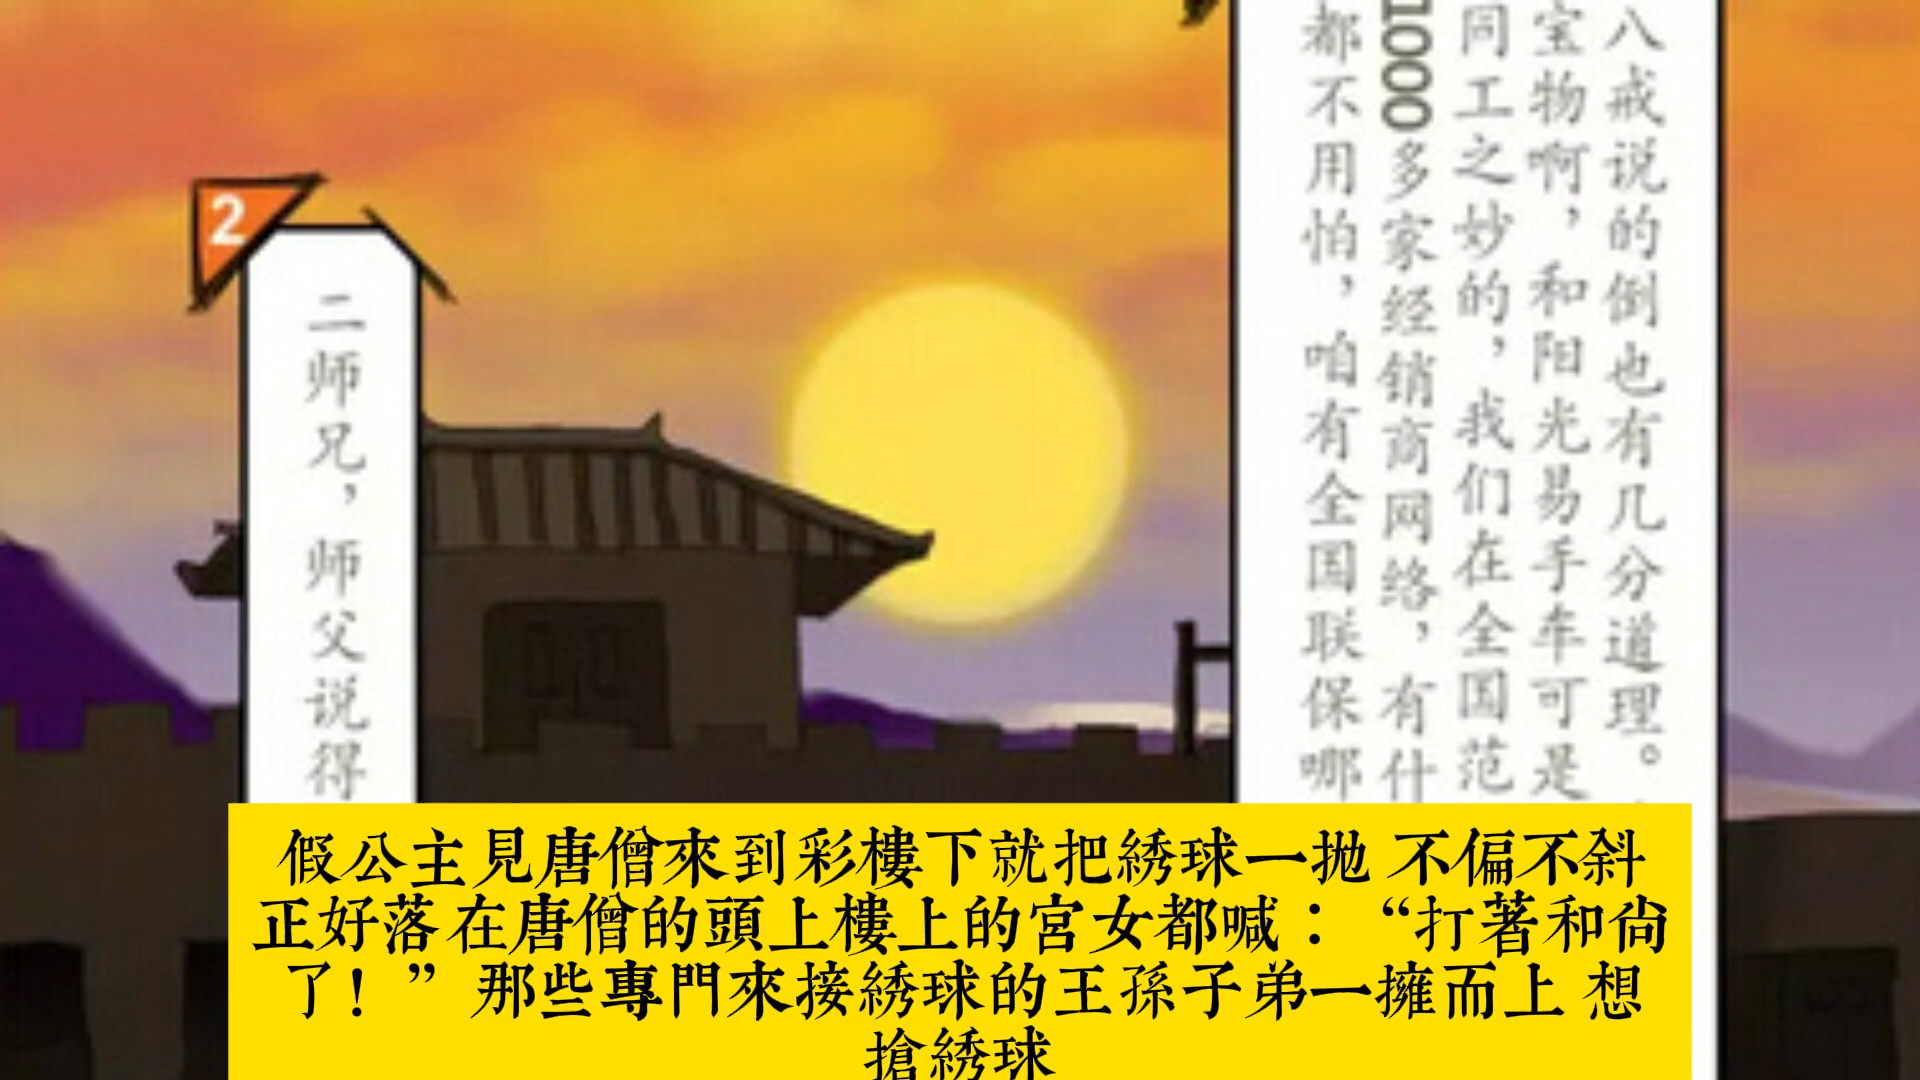 2
二师兄，师父说得
八戒说的倒也有几分道理。
宝物啊，和阳光易手车可是
同工之妙的，我们在全国范
1000多家经销商网络，有什
都不用怕，咱有全国联保哪
假公主見唐僧來到彩樓下就把綉球一拋 不偏不斜
正好落在唐僧的頭上樓上的宮女都喊：“打著和尙
了！”那些專門來接綉球的王孫子弟一擁而上 想
搶綉球